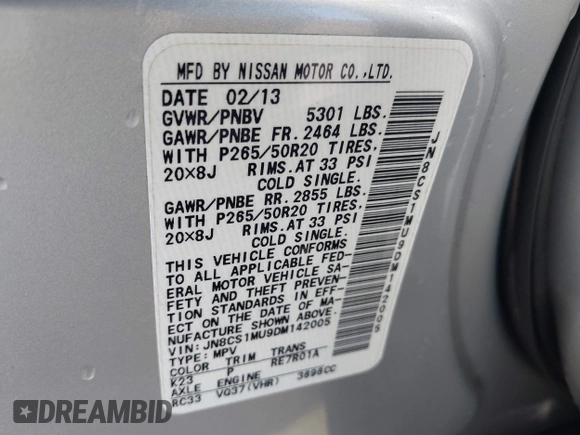 MFD BY NISSAN MOTOR CO.,LTD.
DATE 02/13
GVWR/PNBV 5301 LBS.
GAWR/PNBE FR. 2464 LBS.
WITH P265/50R20 TIRES,
20×8J RIMS.AT 33 PSI
COLD SINGLE.
GAWR/PNBE RR. 2855 LBS.
WITH P265/50R20 TIRES,
20×8J RIMS.AT 33 PSI
COLD SINGLE.
THIS VEHICLE CONFORMS
TO ALL APPLICABLE FED-
ERAL MOTOR VEHICLE SA-
FETY AND THEFT PREVEN-
TION STANDARDS IN EFF-
ECT ON THE DATE OF MA-
NUFACTURE SHOWN ABOVE.
VIN: JN8CS1MU9DM142005
TYPE: MPV
COLOR TRIM TRANS
K23 P RE7R01A
AXLE ENGINE
RC33 VQ37(VHR) 3696CC
JN8CS1MU9DM142005
DREAMBID
DREAMBID